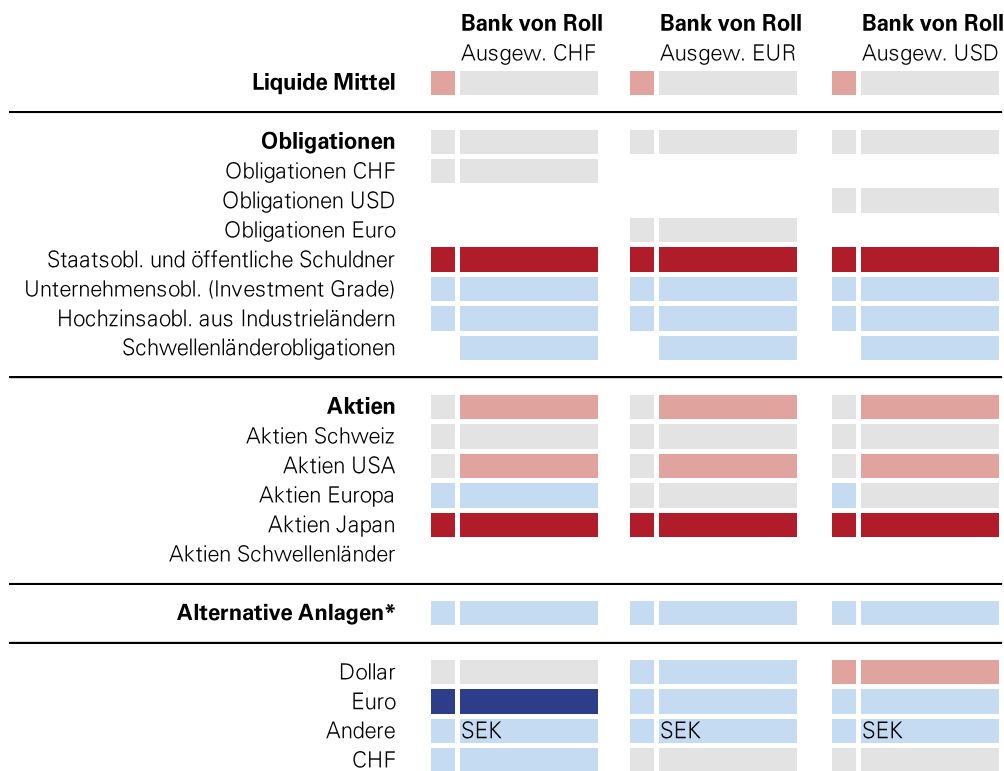 Bank von Roll Bank von Roll Bank von Roll
Ausgew. CHF Ausgew. EUR Ausgew. USD
Liquide Mittel
Obligationen
Obligationen CHF
Obligationen USD
Obligationen Euro
Staatsobl. und öffentliche Schuldner
Unternehmensobl. (Investment Grade)
Hochzinsaobl. aus Industrieländern
Schwellenländerobligationen
Aktien
Aktien Schweiz
Aktien USA
Aktien Europa
Aktien Japan
Aktien Schwellenländer
Alternative Anlagen*
Dollar
Euro
Andere SEK SEK SEK
CHF